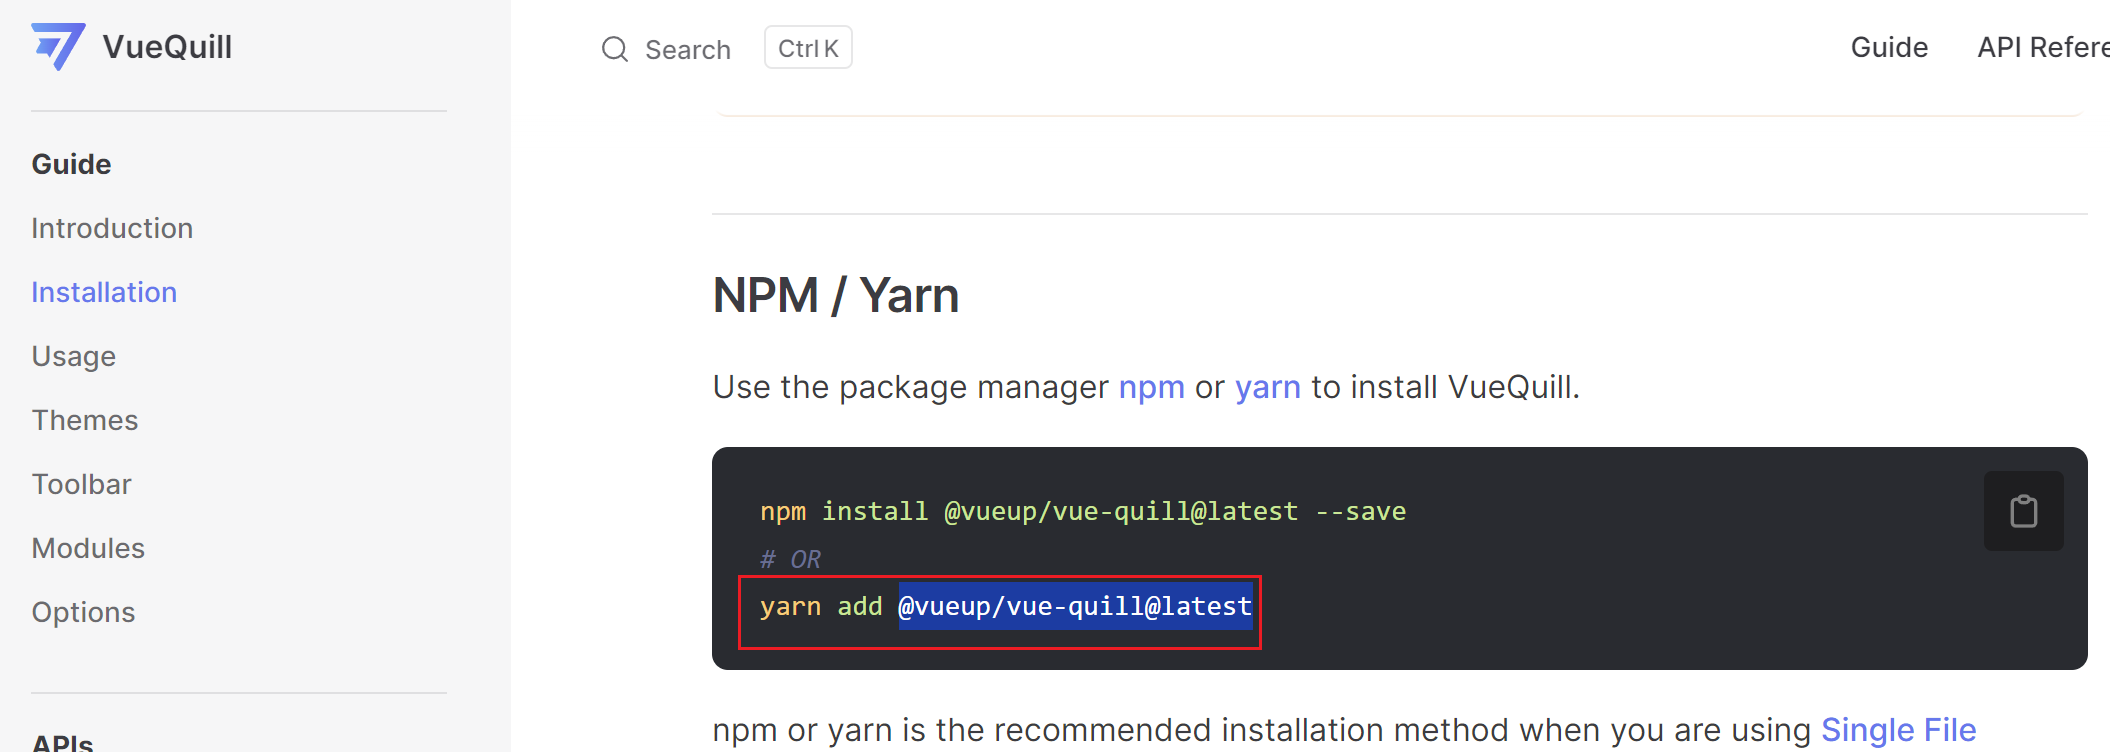 VueQuill
Search
Ctrl K
Guide
API Refere
Guide
Introduction
Installation
Usage
Themes
Toolbar
Modules
Options
APIs
NPM / Yarn
Use the package manager npm or yarn to install VueQuill.
npm install @vueup/vue-quill@latest --save
# OR
yarn add @vueup/vue-quill@latest
npm or yarn is the recommended installation method when you are using Single File